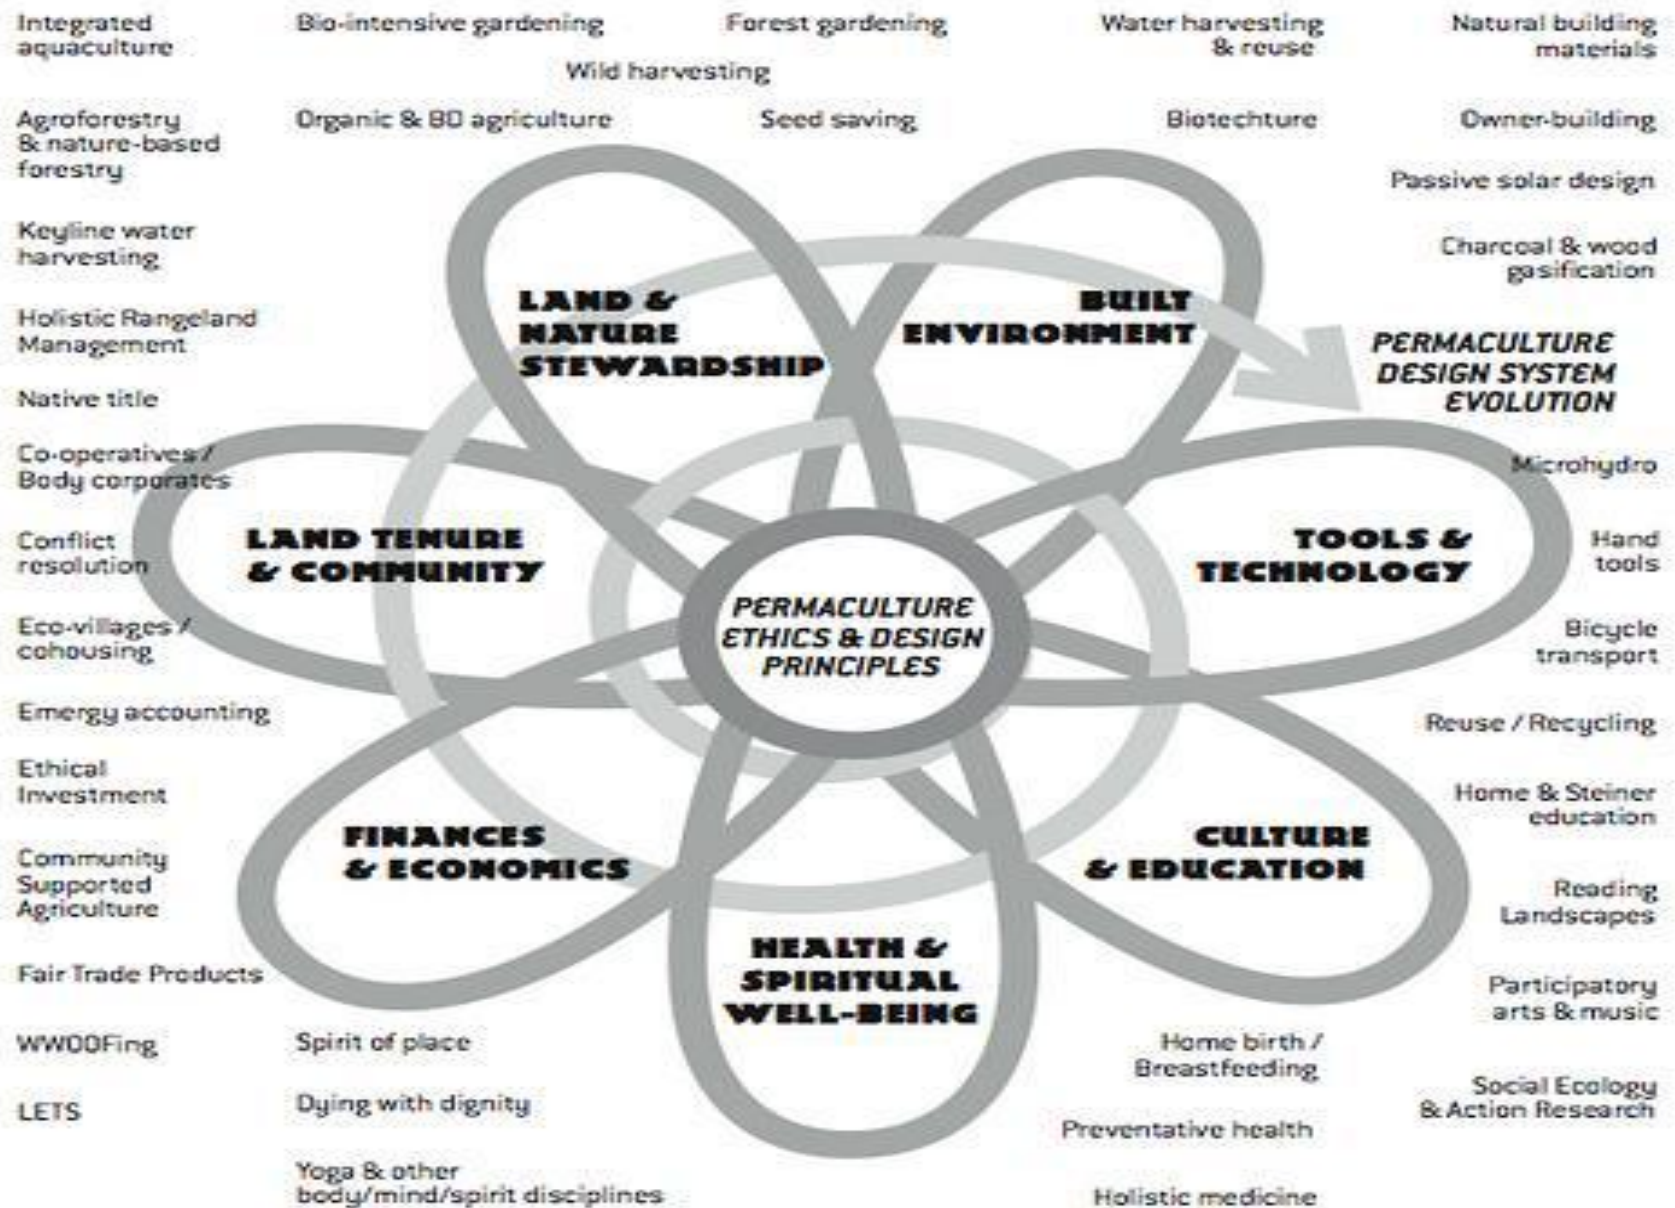 Integrated
aquaculture
Bio-intensive gardening
Forest gardening
Water harvesting
& reuse
Natural building
materials
Wild harvesting
Agroforestry
& nature-based
forestry
Organic & BD agriculture
Seed saving
Biotechture
Owner-building
Passive solar design
Keyline water
harvesting
Charcoal & wood
gasification
Holistic Rangeland
Management
LAND &
NATURE
STEWARDSHIP
BUILT
ENVIRONMENT
PERMACULTURE
DESIGN SYSTEM
EVOLUTION
Native title
Co-operatives /
Body corporates
Microhydro
Conflict
resolution
LAND TENURE
& COMMUNITY
TOOLS &
TECHNOLOGY
Hand
tools
PERMACULTURE
ETHICS & DESIGN
PRINCIPLES
Eco-villages /
cohousing
Bicycle
transport
Emergy accounting
Reuse / Recycling
Ethical
Investment
Home & Steiner
education
FINANCES
& ECONOMICS
CULTURE
& EDUCATION
Community
Supported
Agriculture
Reading
Landscapes
HEALTH &
SPIRITUAL
WELL-BEING
Fair Trade Products
Participatory
arts & music
WWOOFing
Spirit of place
Home birth /
Breastfeeding
Social Ecology
& Action Research
LETS
Dying with dignity
Preventative health
Yoga & other
body/mind/spirit disciplines
Holistic medicine